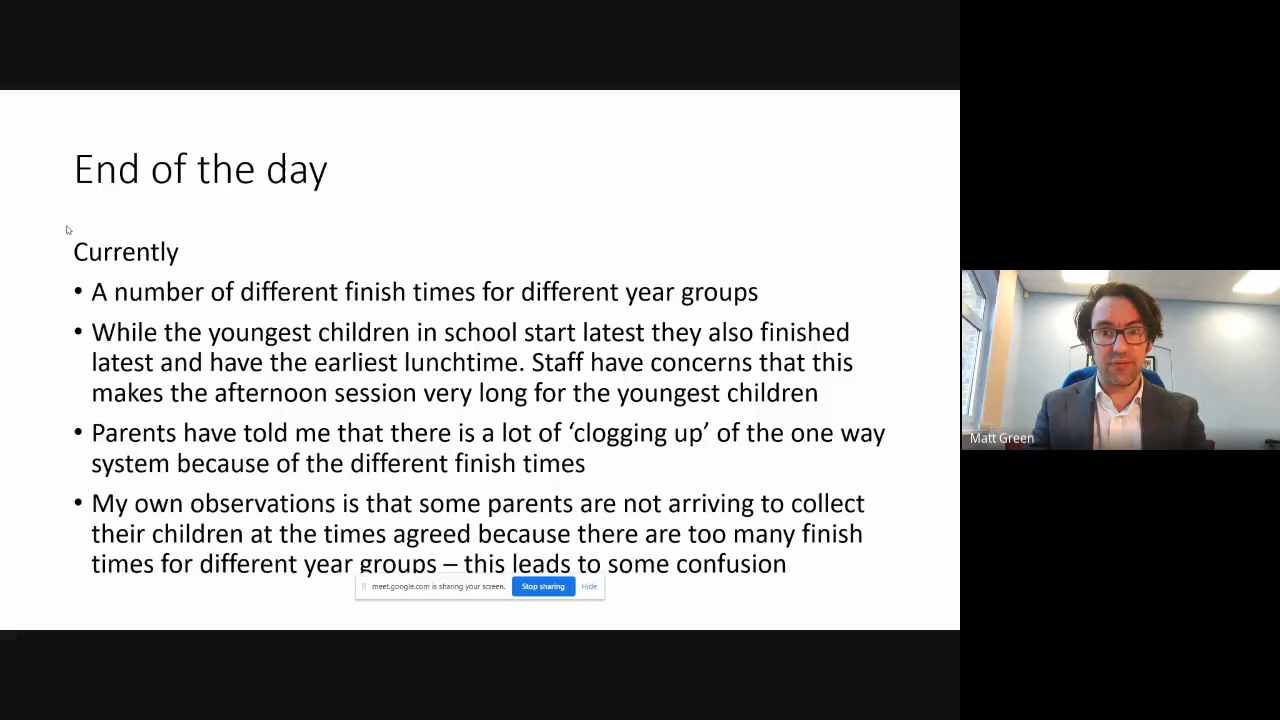 End of the day
Currently
• A number of different finish times for different year groups
• While the youngest children in school start latest they also finished
latest and have the earliest lunchtime. Staff have concerns that this
makes the afternoon session very long for the youngest children
• Parents have told me that there is a lot of ‘clogging up’ of the one way
system because of the different finish times
• My own observations is that some parents are not arriving to collect
their children at the times agreed because there are too many finish
times for different year groups – this leads to some confusion
meet.google.com is sharing your screen. Stop sharing Hide
Matt Green